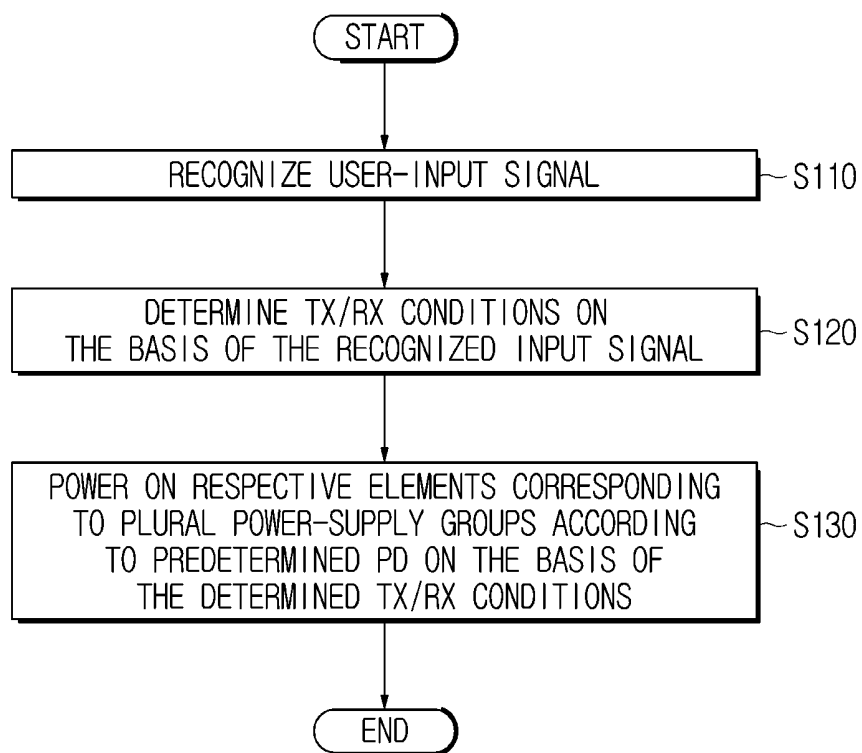 START
RECOGNIZE USER-INPUT SIGNAL
S110
DETERMINE TX/RX CONDITIONS ON
THE BASIS OF THE RECOGNIZED INPUT SIGNAL
S120
POWER ON RESPECTIVE ELEMENTS CORRESPONDING
TO PLURAL POWER-SUPPLY GROUPS ACCORDING
TO PREDETERMINED PD ON THE BASIS OF
THE DETERMINED TX/RX CONDITIONS
S130
END